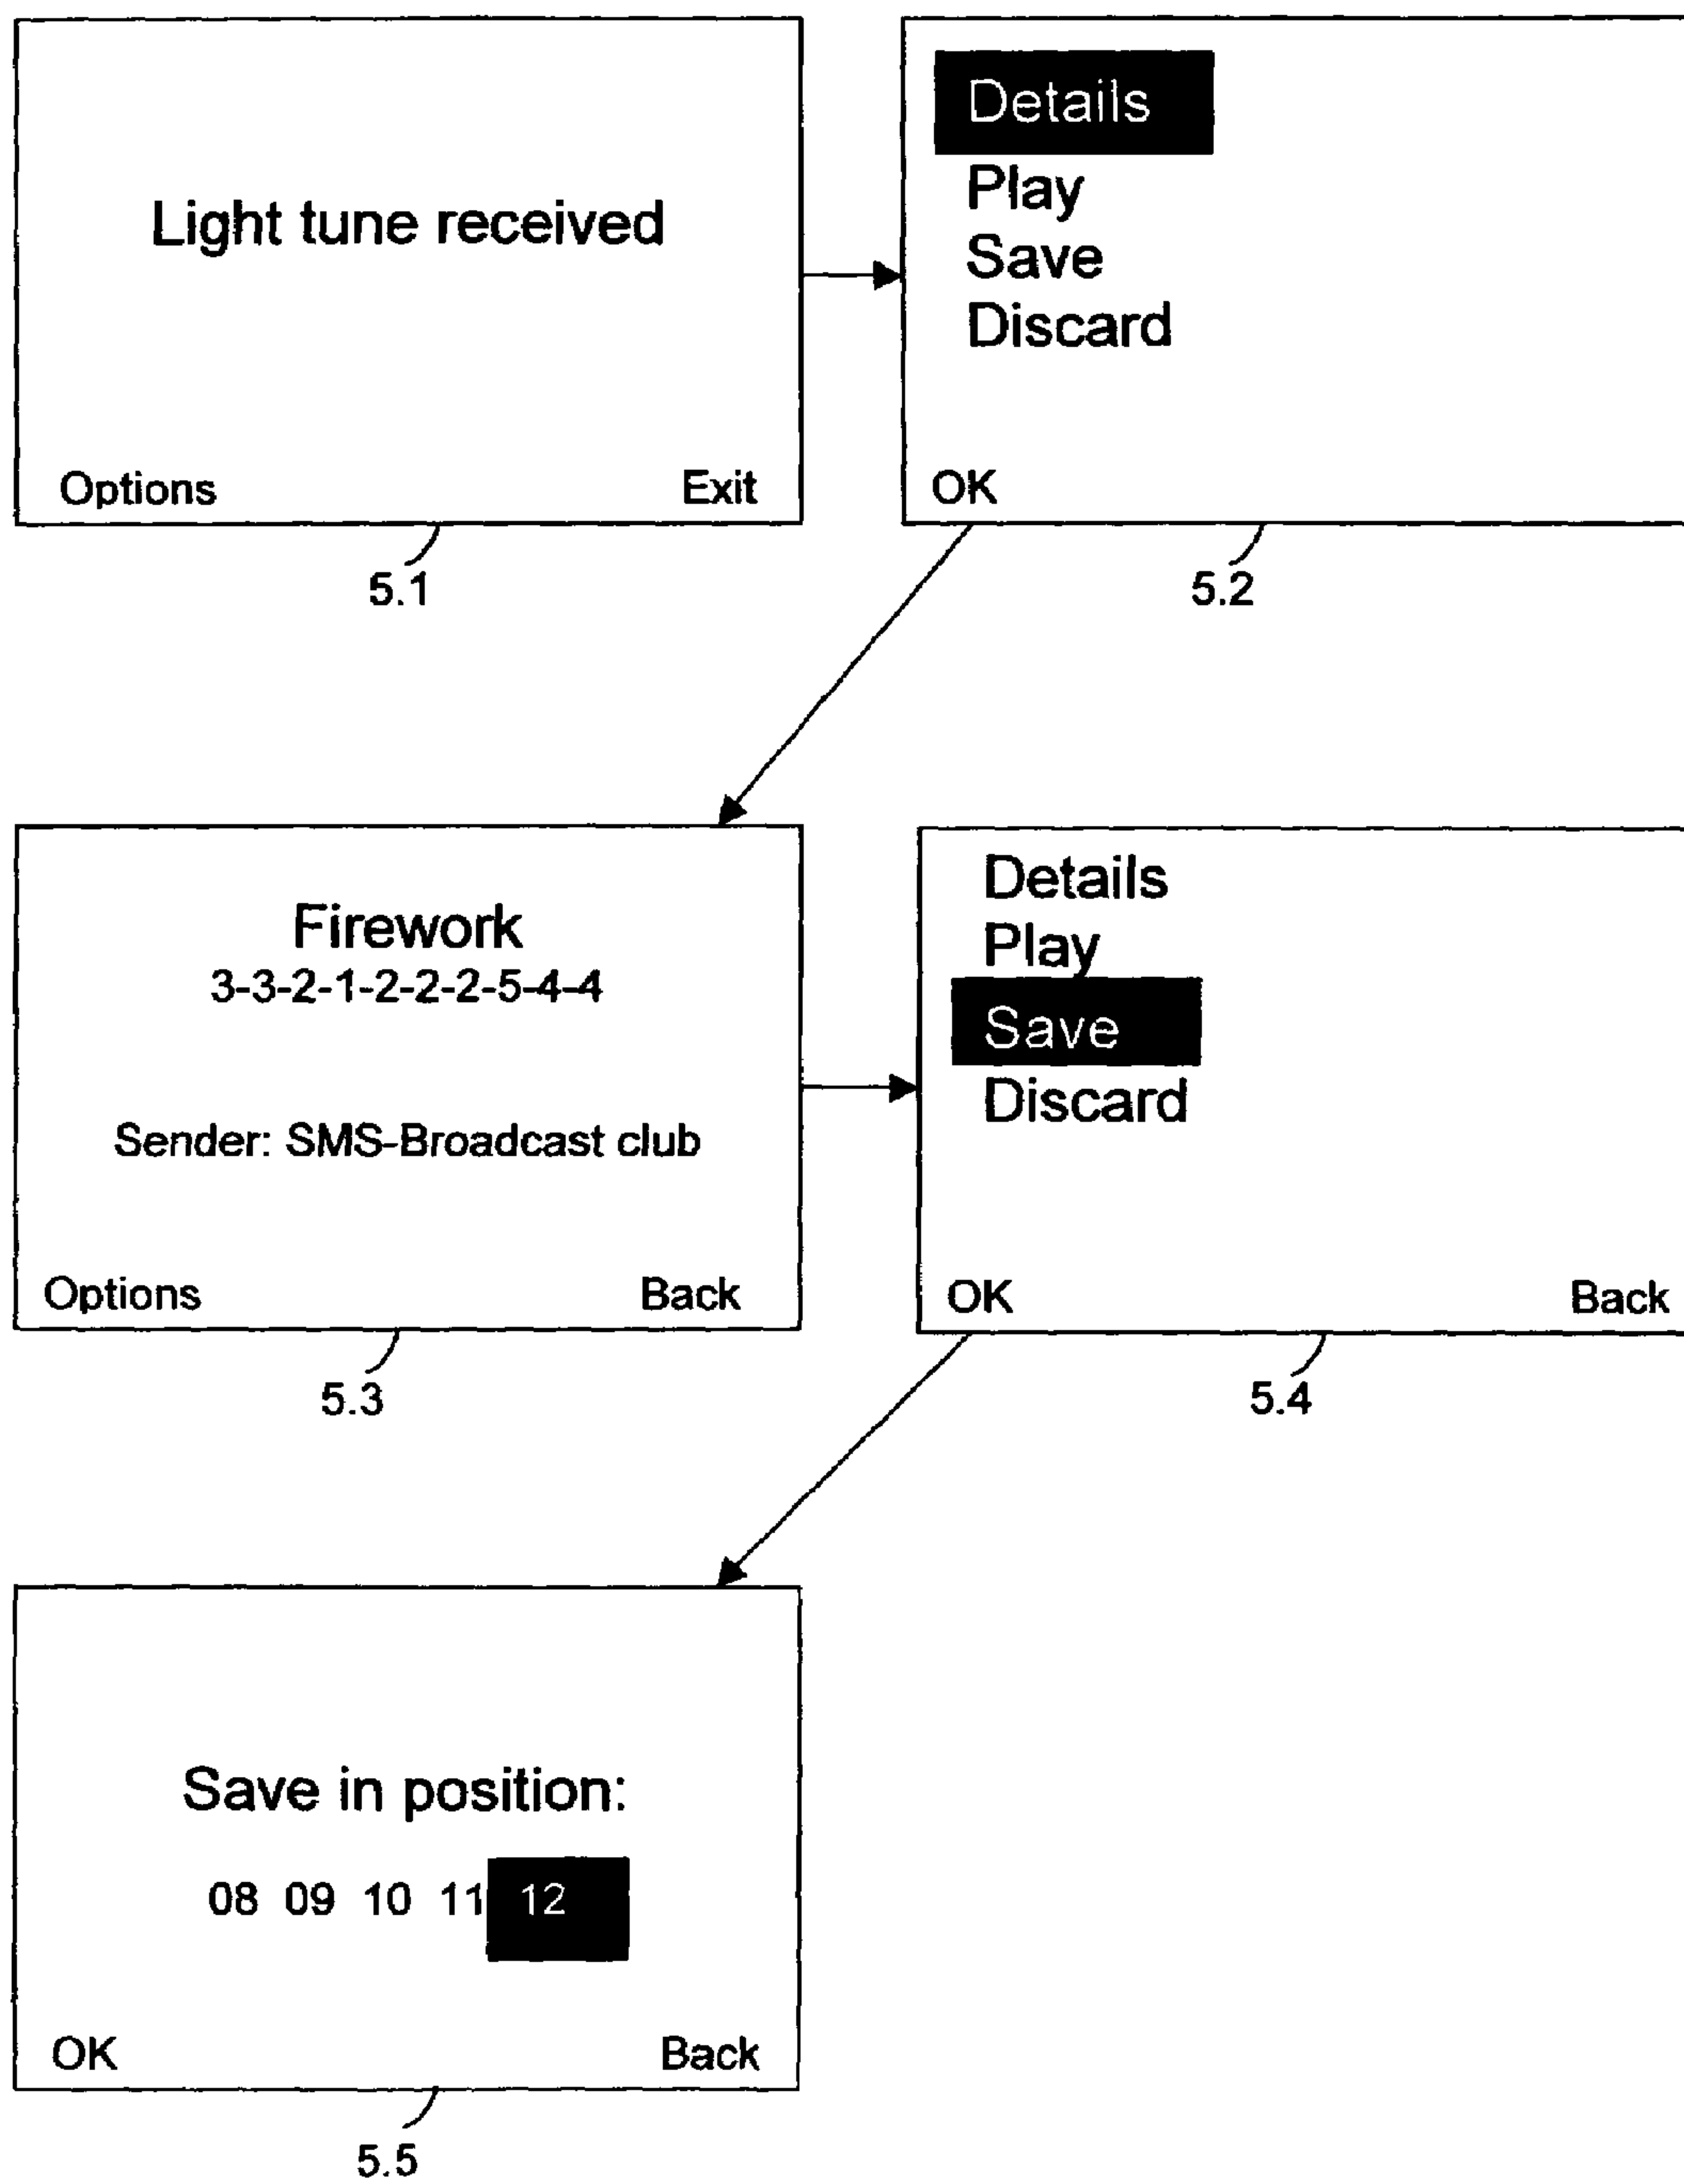 Light tune received
Options Exit
5.1
Details
Play
Save
Discard
OK
5.2
Firework
3-3-2-1-2-2-2-5-4-4
Sender: SMS-Broadcast club
Options Back
5.3
Details
Play
Save
Discard
OK Back
5.4
Save in position:
08 09 10 11 12
OK Back
5.5